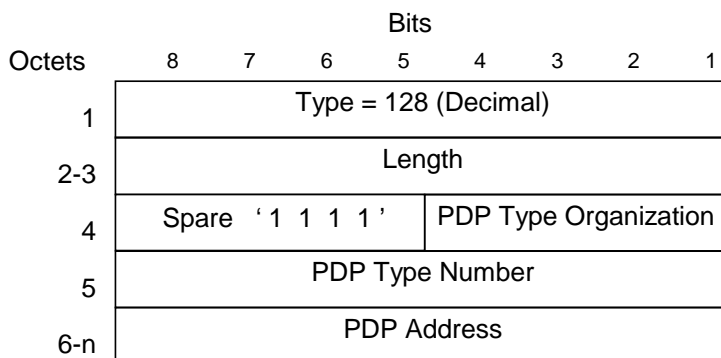 Bits
Octets 8 7 6 5 4 3 2 1
1 Type = 128 (Decimal)
2-3 Length
4 Spare ‘ 1 1 1 1 ’ PDP Type Organization
5 PDP Type Number
6-n PDP Address